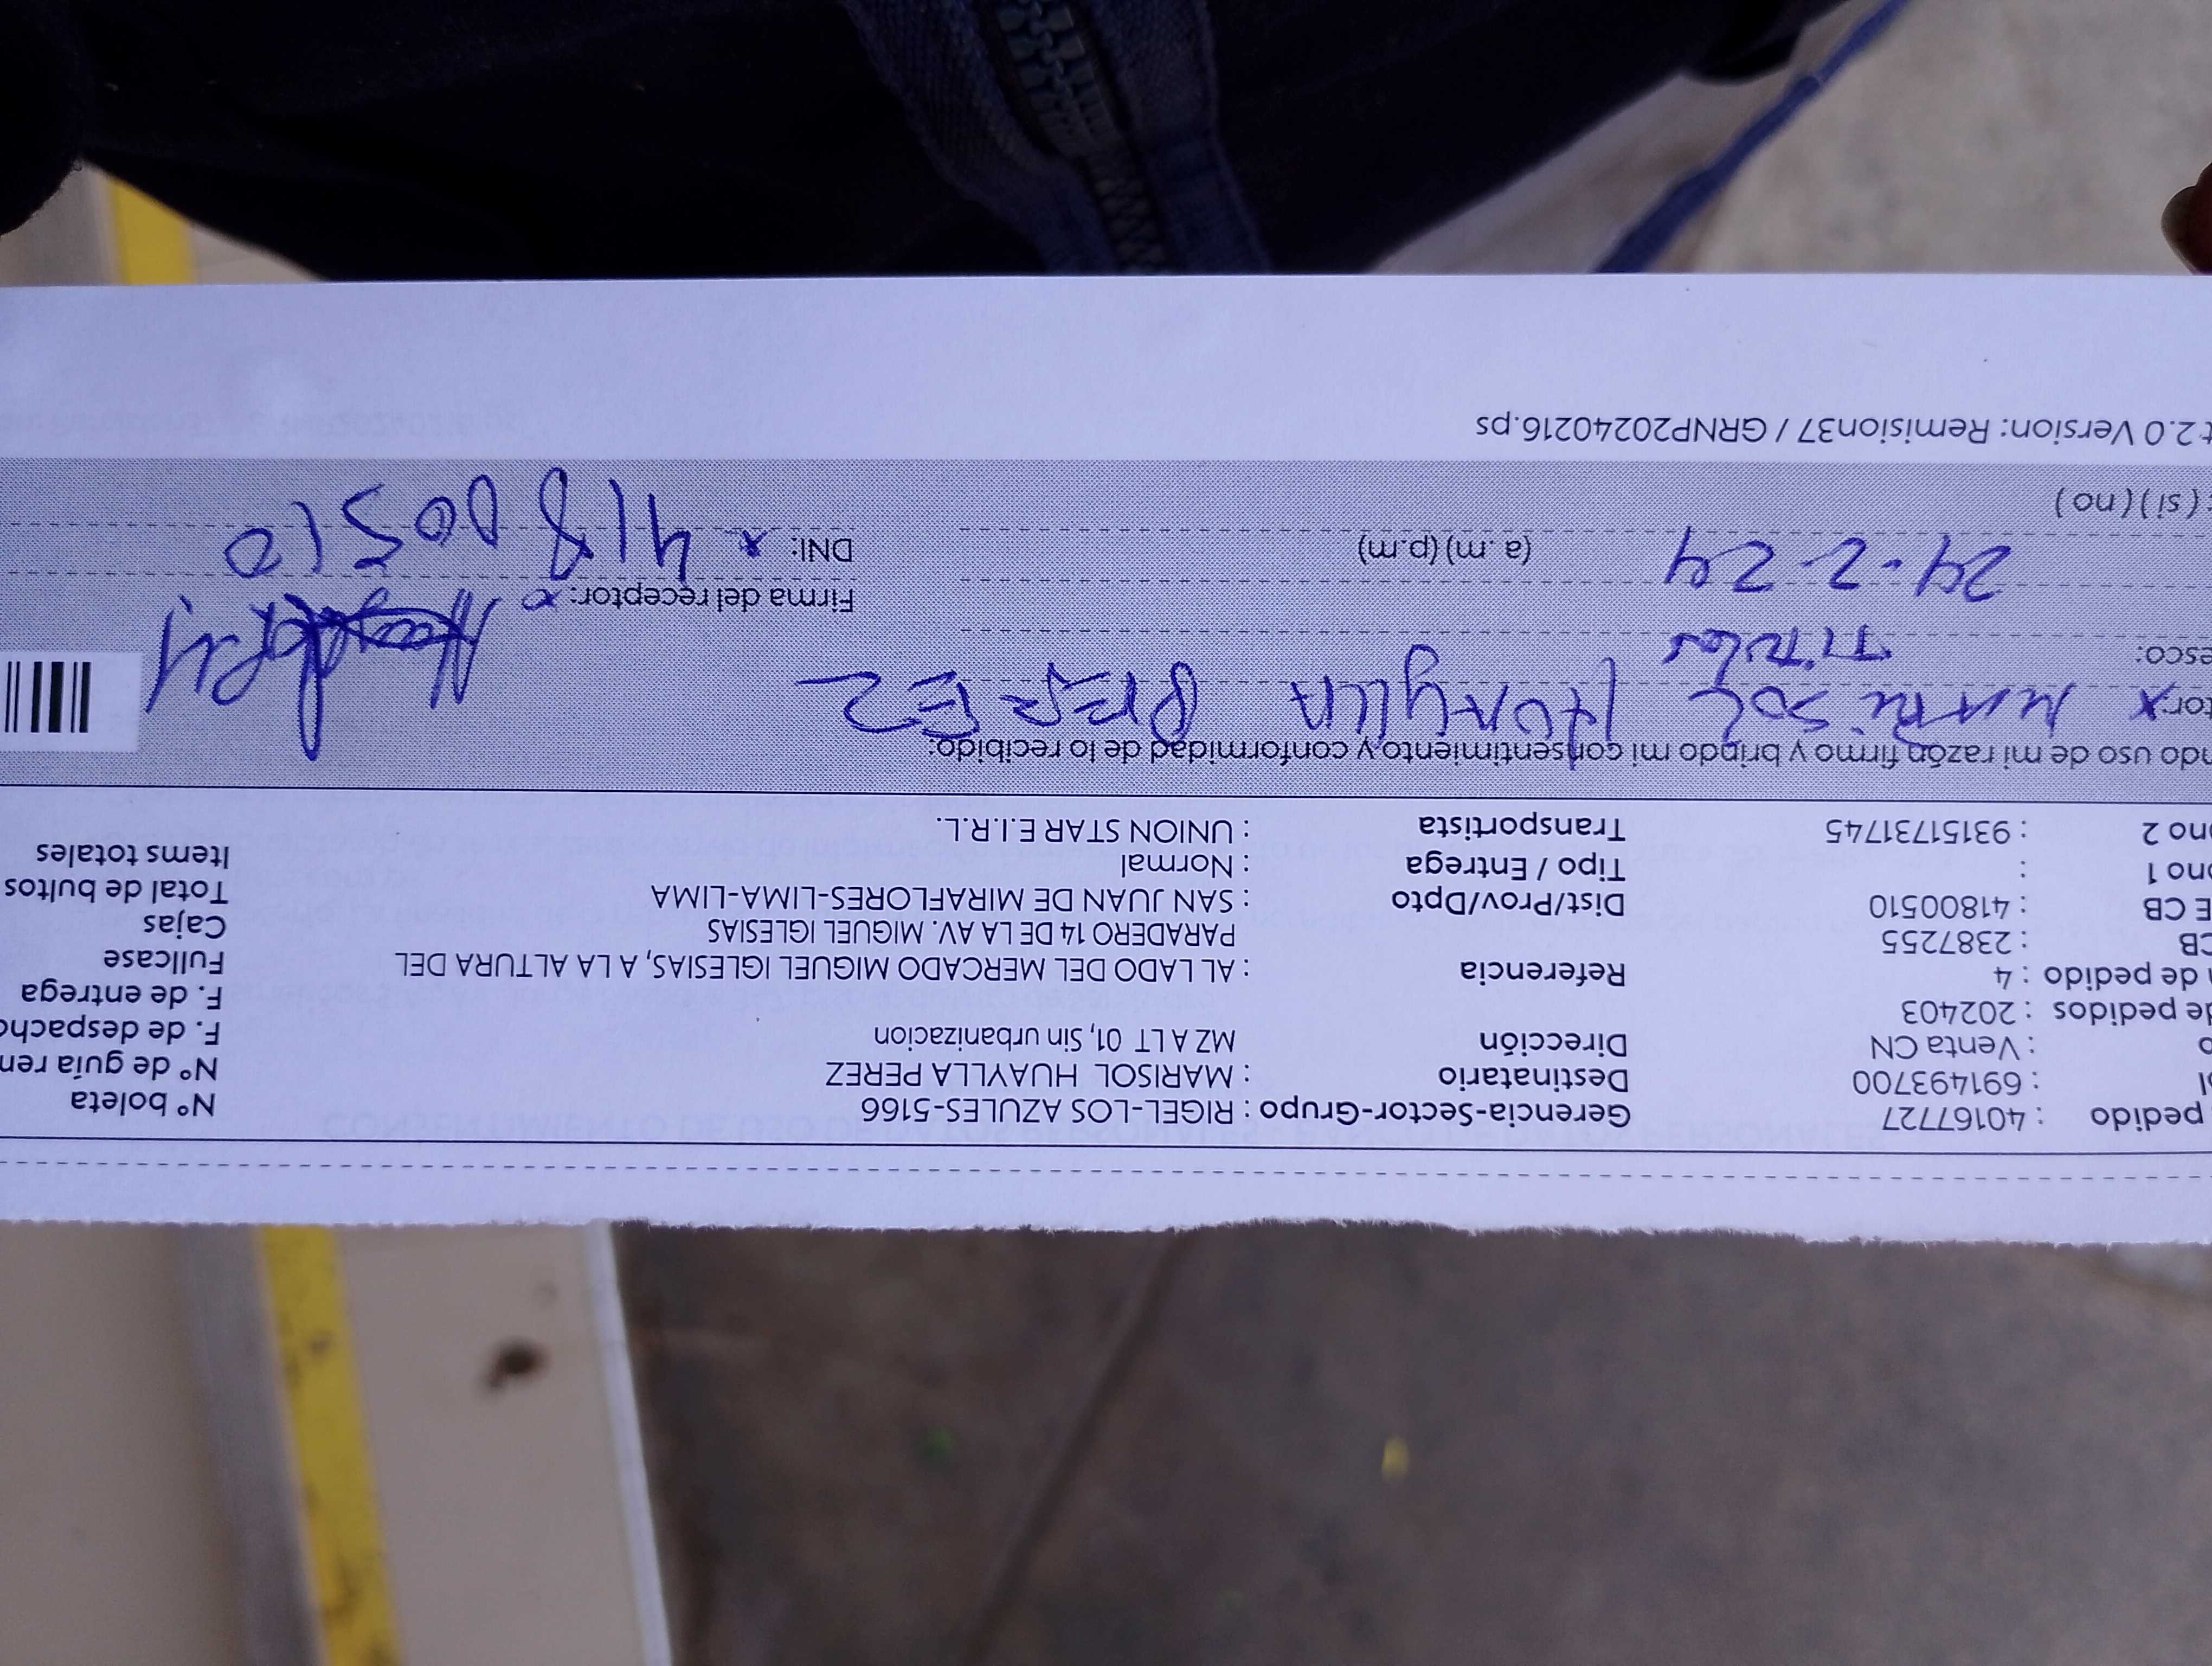 pedido : 40167727 Gerencia-Sector-Grupo : RIGEL-LOS AZULES-5166 Nº boleta
: 691493700 Destinatario : MARISOL HUAYLLA PEREZ Nº de guía
: Venta CN Dirección MZ A LT 01, Sin urbanizacion F. de despacho
de pedidos : 202403 F. de entrega
de pedido : 4 Referencia : AL LADO DEL MERCADO MIGUEL IGLESIAS, A LA ALTURA DEL Fullcase
CB : 2387255 PARADERO 14 DE LA AV. MIGUEL IGLESIAS Cajas
E CB : 41800510 Dist/Prov/Dpto : SAN JUAN DE MIRAFLORES-LIMA-LIMA Total de bultos
ono 1 : Tipo / Entrega : Normal Items totales
ono 2 : 93151731745 Transportista : UNION STAR E.I.R.L.
uso de mi razón firmo y brindo mi consentimiento y conformidad de lo recibido:
tor: x MARISOL HUAYLLA PEREZ
esco: Titular
Firma del receptor: x
24-2-24 (a.m) (p.m) DNI: x 41800510
: (si) (no)
t 2.0 Version: Remision37 / GRNP20240216.ps